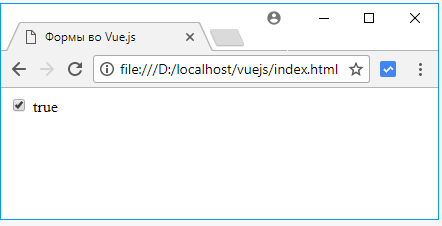 Формы во Vue.js
file:///D:/localhost/vuejs/index.html
true